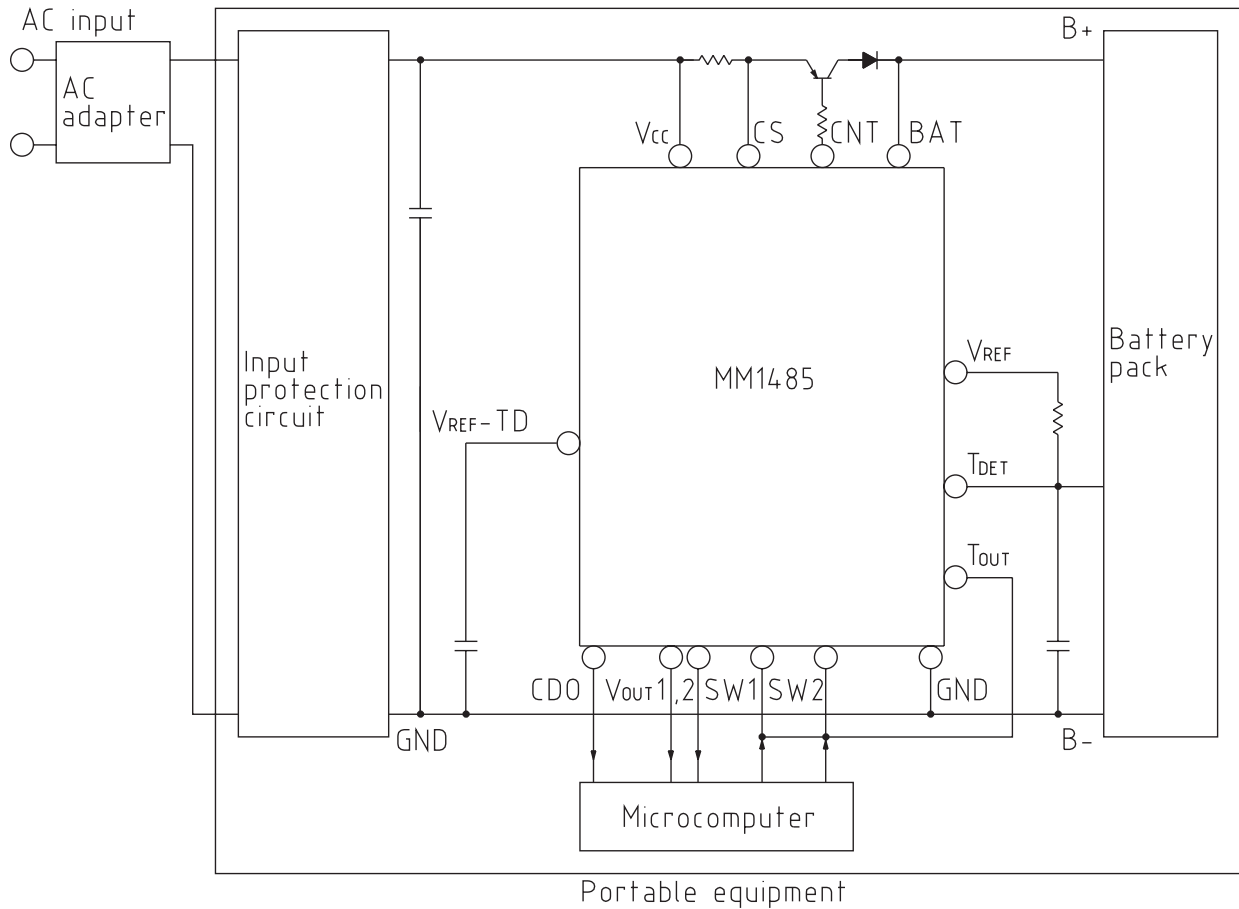 AC input
AC
adapter
B+
Vcc
CS
CNT
BAT
Input
protection
circuit
VREF-TD
MM1485
VREF
TDET
TOUT
Battery
pack
CDO
VOUT1,2
SW1
SW2
GND
GND
B-
Microcomputer
Portable equipment